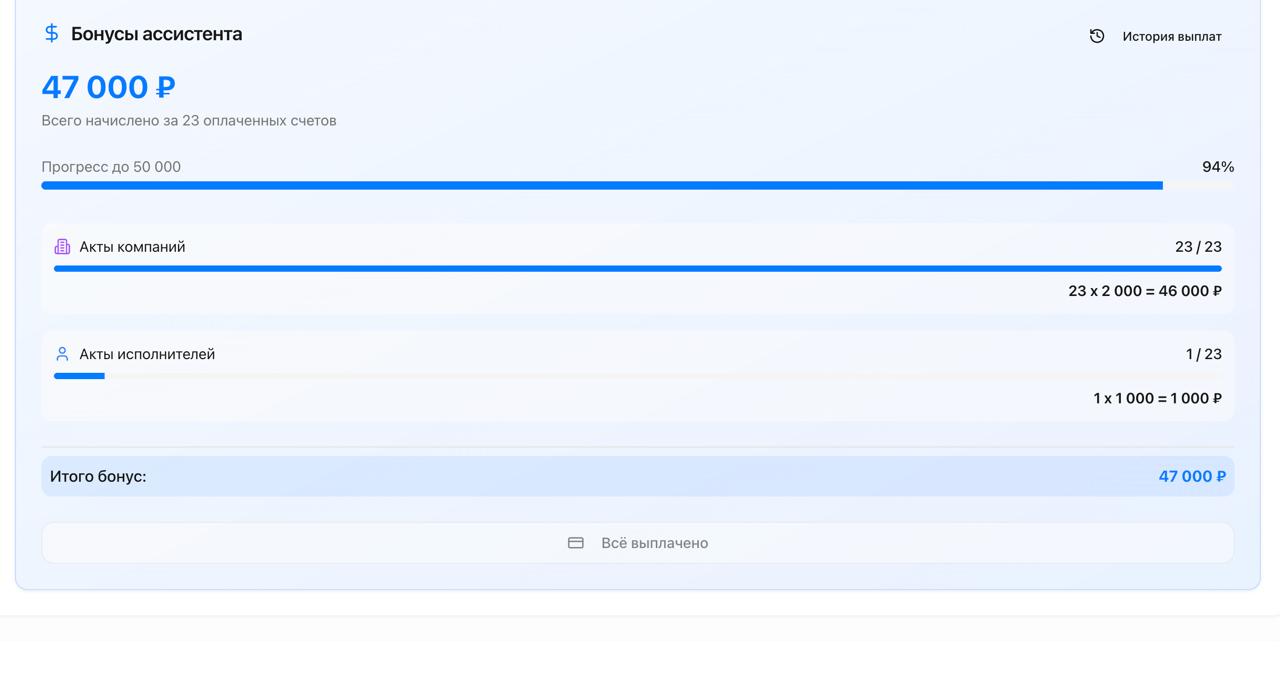 Бонусы ассистента
История выплат
47 000 ₽
Всего начислено за 23 оплаченных счетов
Прогресс до 50 000
94%
Акты компаний
23 / 23
23 x 2 000 = 46 000 ₽
Акты исполнителей
1 / 23
1 x 1 000 = 1 000 ₽
Итого бонус:
47 000 ₽
Всё выплачено